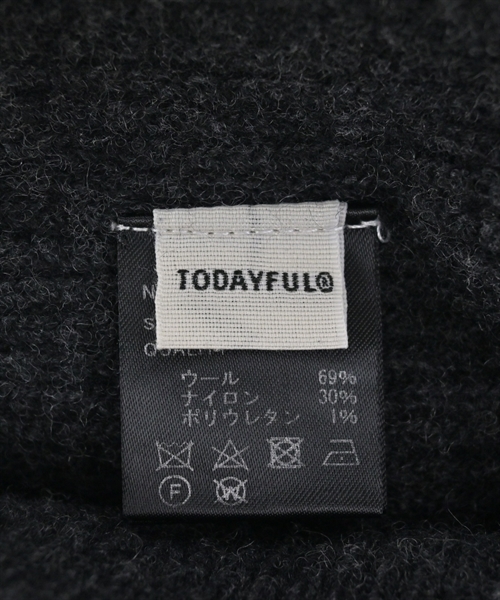 TODAYFUL®
ウール 69%
ナイロン 30%
ポリウレタン 1%
F W